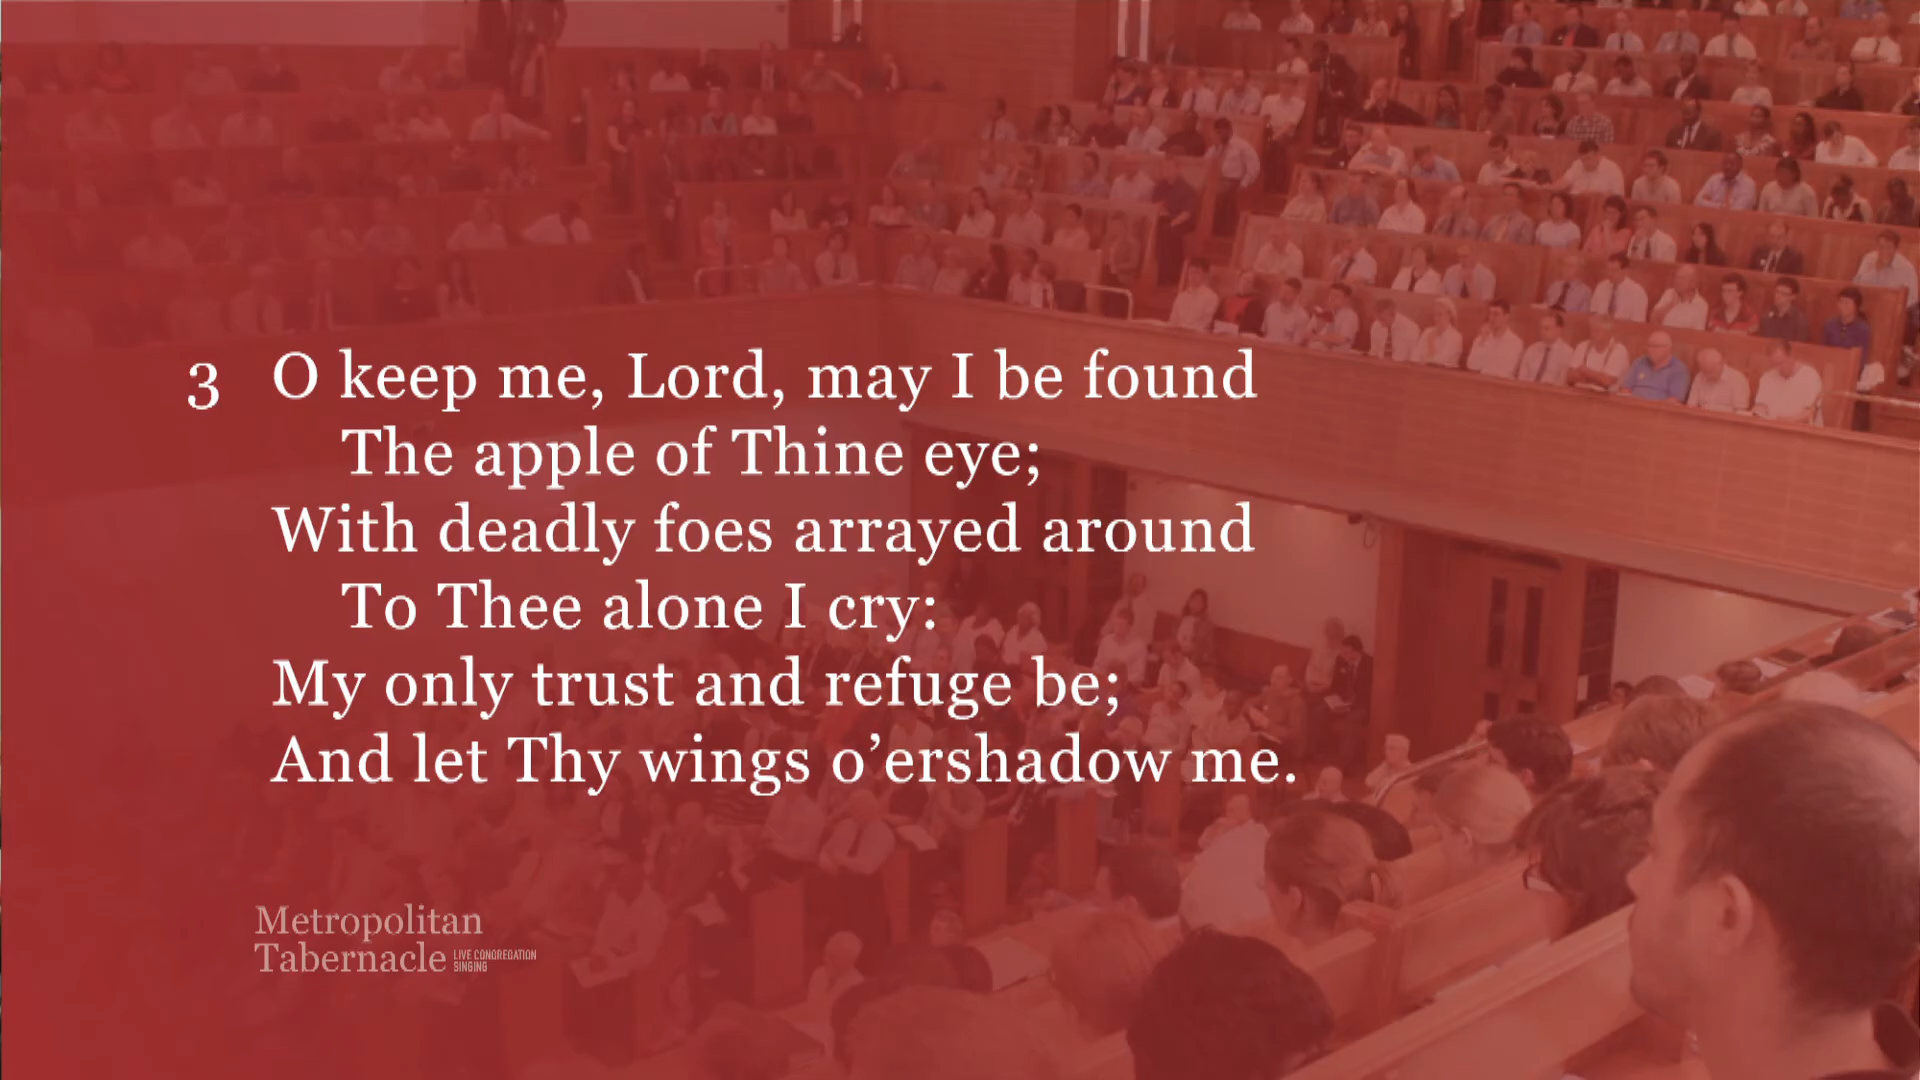 3 O keep me, Lord, may I be found
The apple of Thine eye;
With deadly foes arrayed around
To Thee alone I cry:
My only trust and refuge be;
And let Thy wings o’ershadow me.
Metropolitan
Tabernacle LIVE CONGREGATION
SINGING